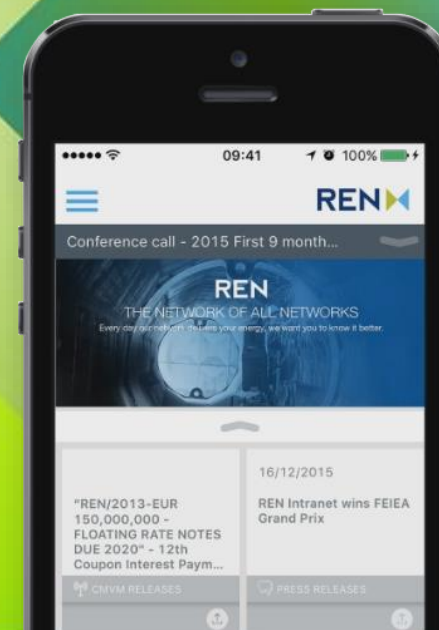 09:41
100%
REN
Conference call - 2015 First 9 month...
REN
THE NETWORK OF ALL NETWORKS
Every day our network delivers your energy, we want you to know it better.
"REN/2013-EUR
150,000,000 -
FLOATING RATE NOTES
DUE 2020" - 12th
Coupon Interest Paym...
CMVM RELEASES
16/12/2015
REN Intranet wins FEIEA
Grand Prix
PRESS RELEASES